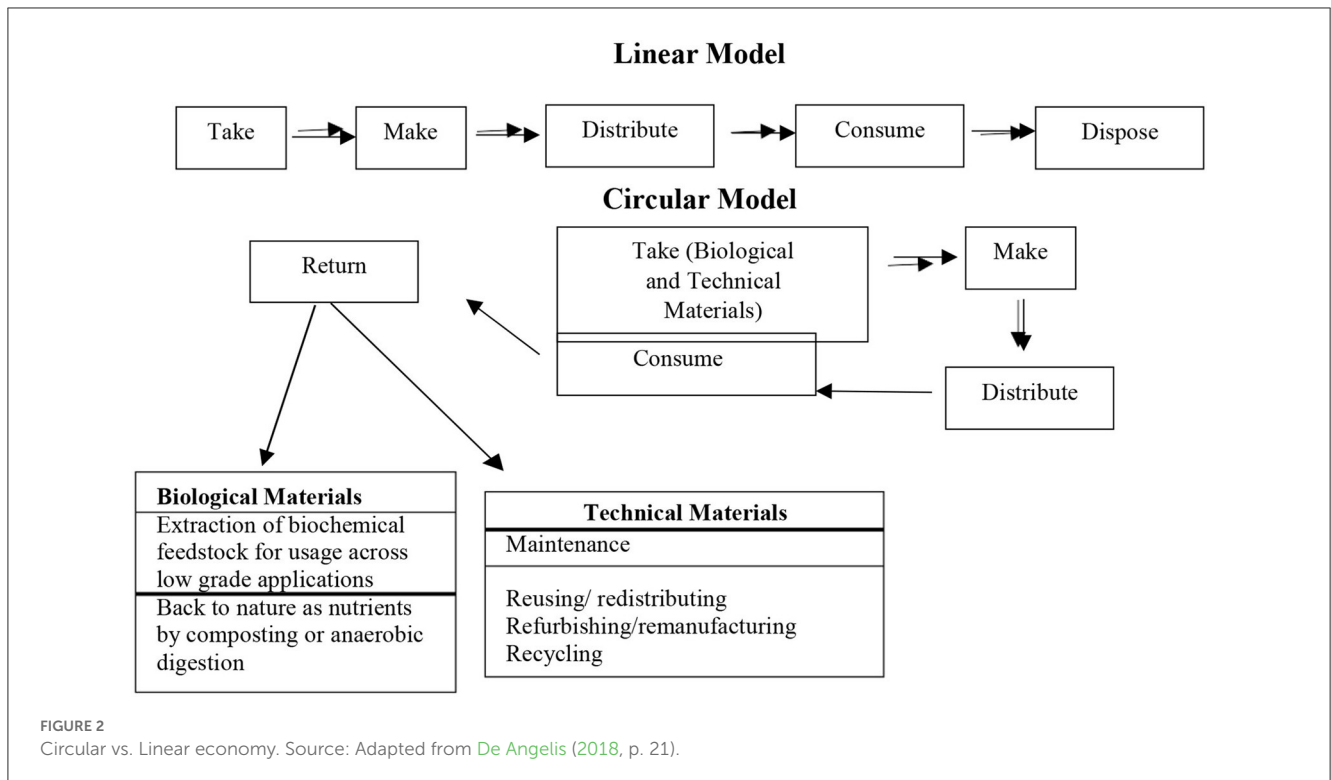 Linear Model
Take
Make
Distribute
Consume
Dispose
Circular Model
Return
Take (Biological
and Technical
Materials)
Make
Consume
Distribute
Biological Materials
Extraction of biochemical
feedstock for usage across
low grade applications
Back to nature as nutrients
by composting or anaerobic
digestion
Technical Materials
Maintenance
Reusing/ redistributing
Refurbishing/remanufacturing
Recycling
FIGURE 2
Circular vs. Linear economy. Source: Adapted from De Angelis (2018, p. 21).